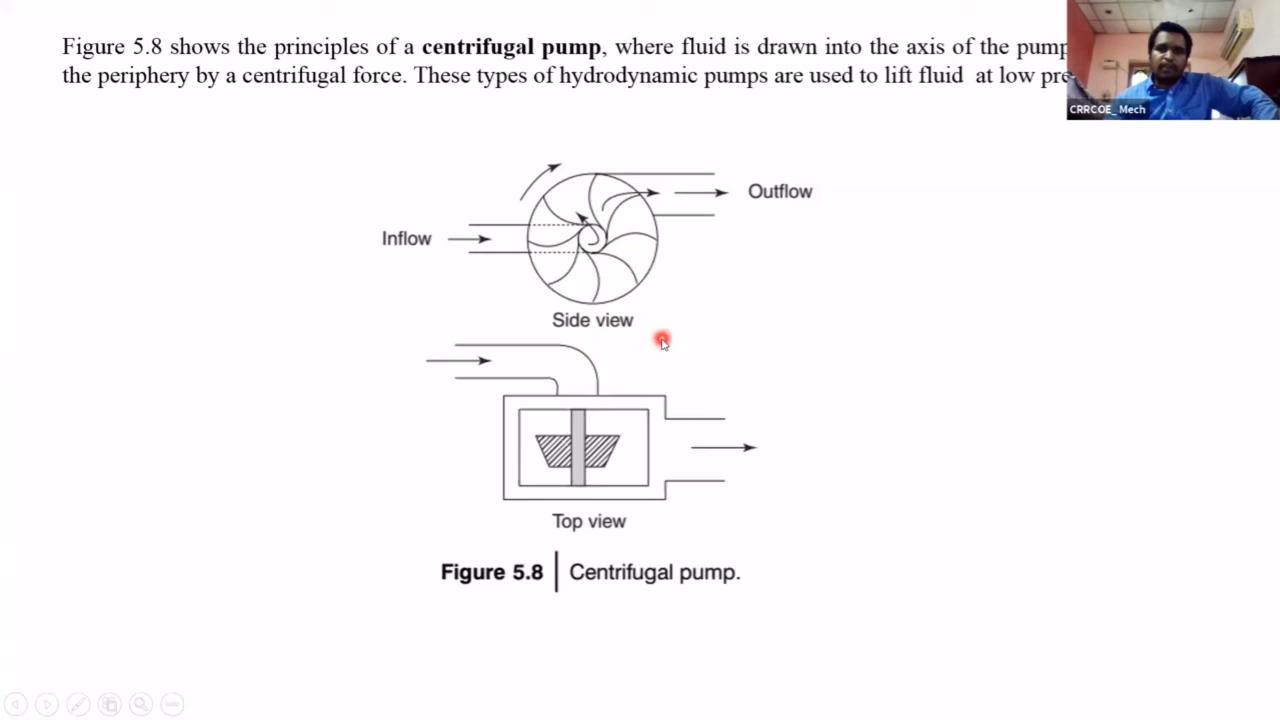 Figure 5.8 shows the principles of a centrifugal pump, where fluid is drawn into the axis of the pump
the periphery by a centrifugal force. These types of hydrodynamic pumps are used to lift fluid at low
CRRCOE_ Mech
Outflow
Inflow
Side view
Top view
Figure 5.8 | Centrifugal pump.